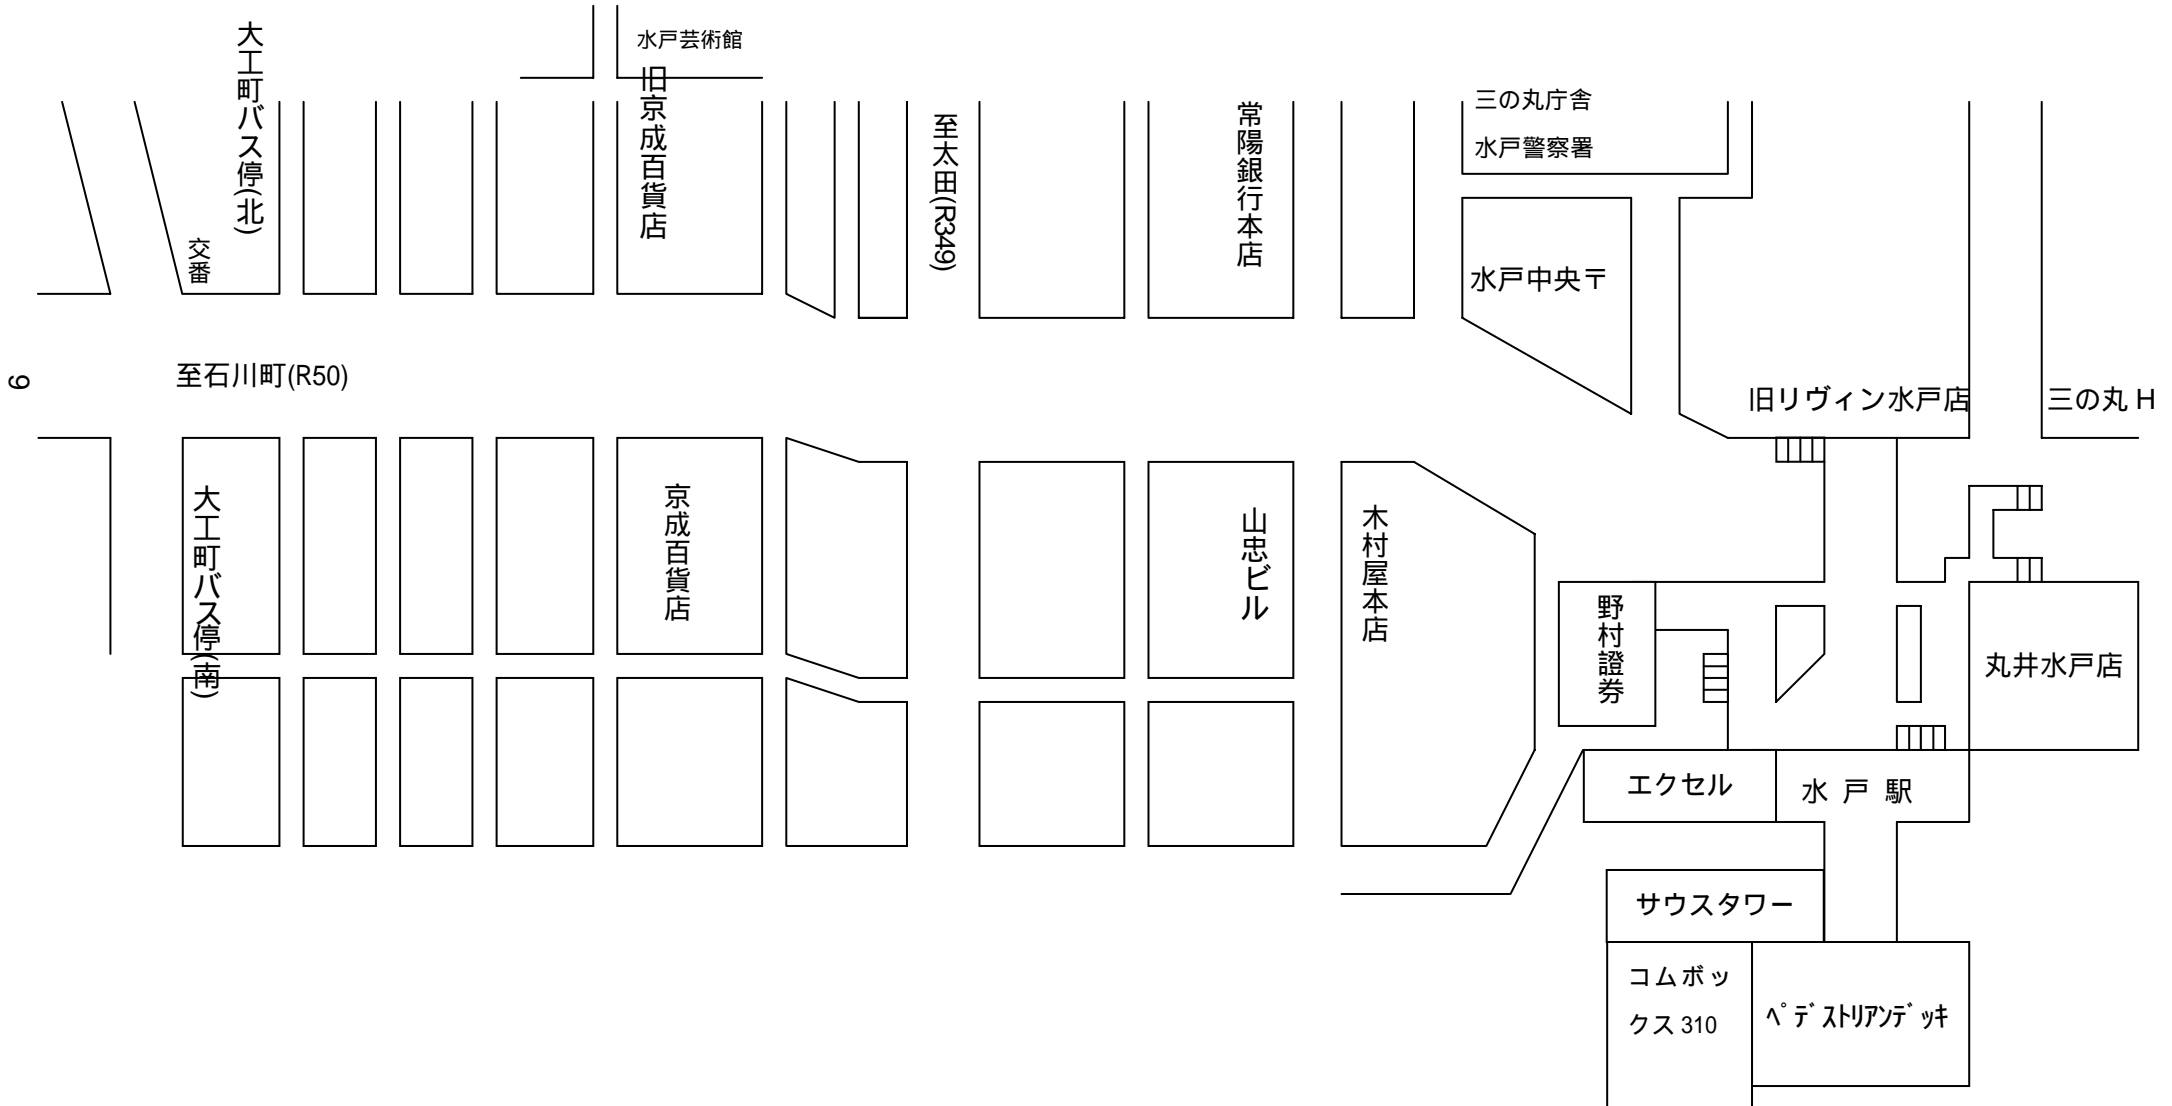 水戸芸術館
大工町バス停(北)
旧京成百貨店
三の丸庁舎
水戸警察署
常陽銀行本店
至太田(R349)
交番
水戸中央〒
至石川町(R50)
9
旧リヴィン水戸店
三の丸 H
大工町バス停(南)
京成百貨店
山忠ビル
木村屋本店
野村證券
丸井水戸店
エクセル
水 戸 駅
サウスタワー
コムボッ
クス 310
ﾍﾟﾃﾞｽﾄﾘｱﾝﾃﾞｯｷ